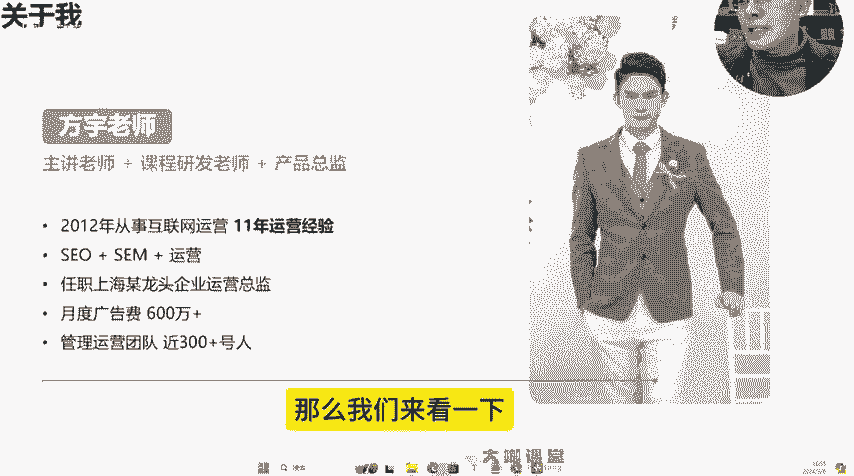 关于我
方宇老师
主讲老师 + 课程研发老师 + 产品总监
• 2012年从事互联网运营 11年运营经验
• SEO + SEM + 运营
• 任职上海某龙头企业运营总监
• 月度广告费 600万+
• 管理运营团队 近300+号人
那么我们来看一下
搜索